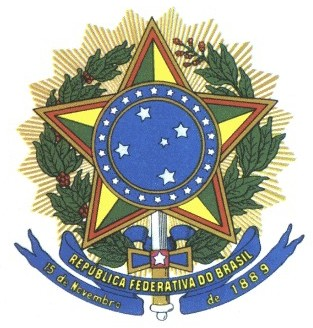 REPÚBLICA FEDERATIVA DO BRASIL
15 de Novembro de 1889